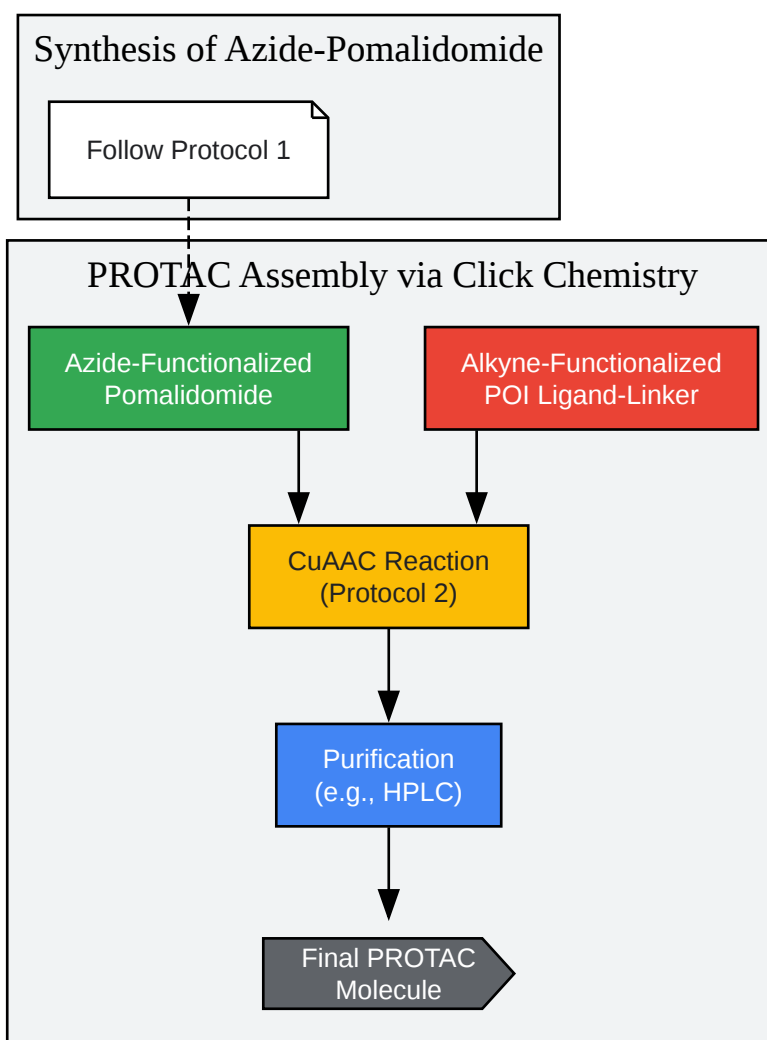 Synthesis of Azide-Pomalidomide
Follow Protocol 1
PROTAC Assembly via Click Chemistry
Azide-Functionalized
Pomalidomide
Alkyne-Functionalized
POI Ligand-Linker
CuAAC Reaction
(Protocol 2)
Purification
(e.g., HPLC)
Final PROTAC
Molecule